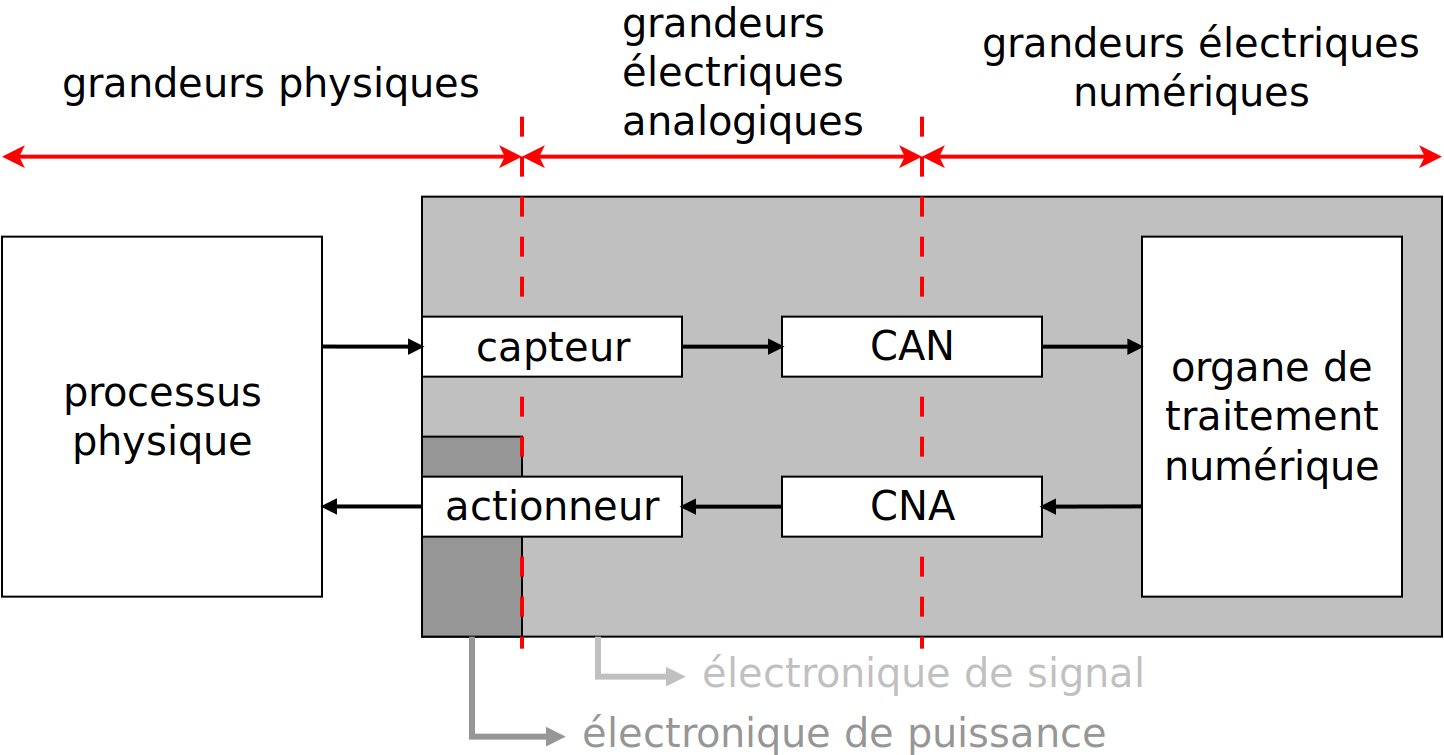 grandeurs physiques
grandeurs
électriques
analogiques
grandeurs électriques
numériques
processus
physique
capteur
CAN
actionneur
CNA
organe de
traitement
numérique
électronique de signal
électronique de puissance